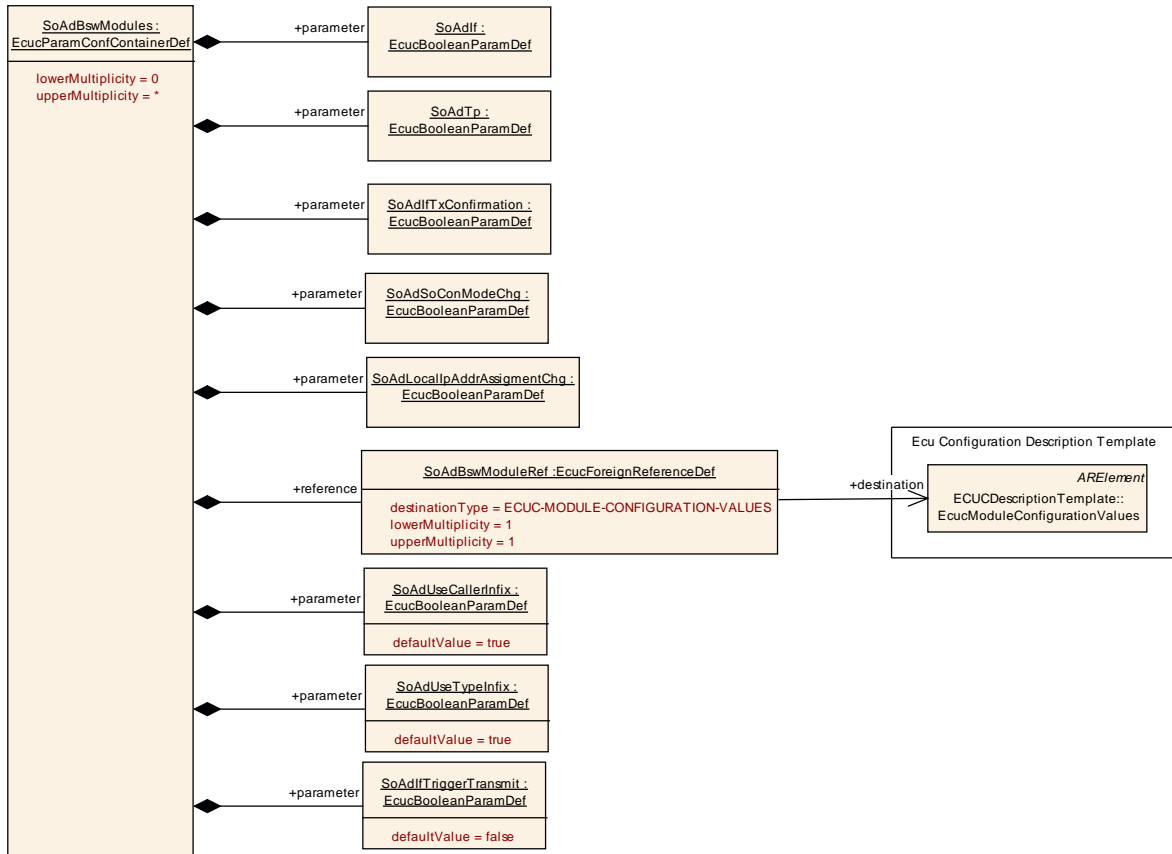 SoAdBswModules :
EcucParamConfContainerDef
lowerMultiplicity = 0
upperMultiplicity = *
+parameter
SoAdIf :
EcucBooleanParamDef
+parameter
SoAdTp :
EcucBooleanParamDef
+parameter
SoAdIfTxConfirmation :
EcucBooleanParamDef
+parameter
SoAdSoConModeChg :
EcucBooleanParamDef
+parameter
SoAdLocalIpAddrAssigmentChg :
EcucBooleanParamDef
+reference
SoAdBswModuleRef :EcucForeignReferenceDef
destinationType = ECUC-MODULE-CONFIGURATION-VALUES
lowerMultiplicity = 1
upperMultiplicity = 1
+destination
Ecu Configuration Description Template
ARElement
ECUCDescriptionTemplate::
EcucModuleConfigurationValues
+parameter
SoAdUseCallerInfix :
EcucBooleanParamDef
defaultValue = true
+parameter
SoAdUseTypeInfix :
EcucBooleanParamDef
defaultValue = true
+parameter
SoAdIfTriggerTransmit :
EcucBooleanParamDef
defaultValue = false